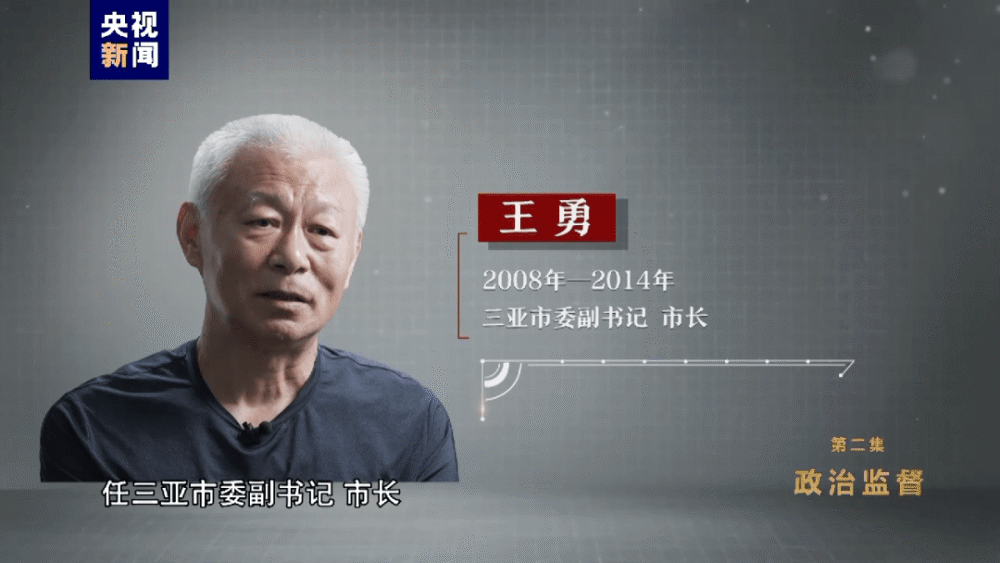 央视
新闻
王勇
2008年—2014年
三亚市委副书记 市长
第二集
政治监督
任三亚市委副书记 市长